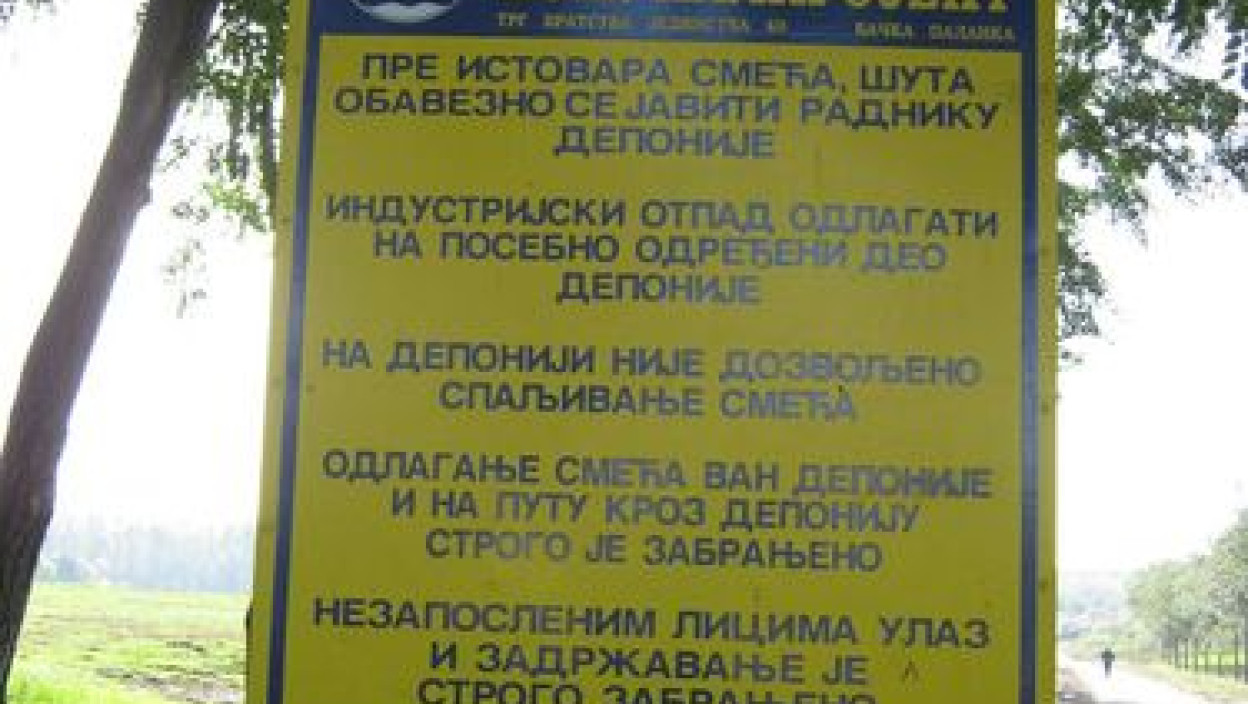 ТРГ БРАТСТВА ЈЕДИНСТВА БАЧКА ПАЛАНКА
ПРЕ ИСТОВАРА СМЕЋА, ШУТА
ОБАВЕЗНО СЕ ЈАВИТИ РАДНИКУ
ДЕПОНИЈЕ
ИНДУСТРИЈСКИ ОТПАД ОДЛАГАТИ
НА ПОСЕБНО ОДРЕЂЕНИ ДЕО
ДЕПОНИЈЕ
НА ДЕПОНИЈИ НИЈЕ ДОЗВОЉЕНО
СПАЉИВАЊЕ СМЕЋА
ОДЛАГАЊЕ СМЕЋА ВАН ДЕПОНИЈЕ
И НА ПУТУ КРОЗ ДЕПОНИЈУ
СТРОГО ЈЕ ЗАБРАЊЕНО
НЕЗАПОСЛЕНИМ ЛИЦИМА УЛАЗ
И ЗАДРЖАВАЊЕ ЈЕ
СТРОГО ЗАБРАЊЕНО